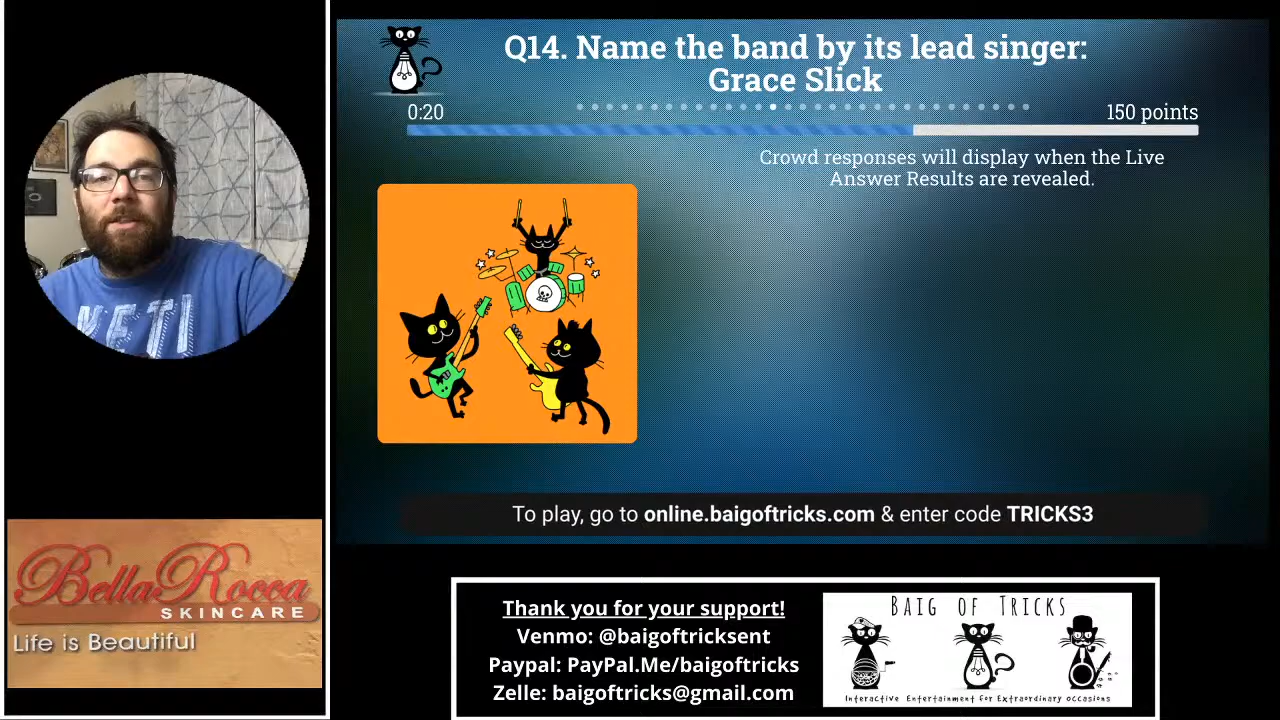 Q14. Name the band by its lead singer:
Grace Slick
0:20
150 points
Crowd responses will display when the Live
Answer Results are revealed.
To play, go to online.baigoftricks.com & enter code TRICKS3
YETI
BellaRocca
SKINCARE
Life is Beautiful
Thank you for your support!
Venmo: @baigoftricksent
Paypal: PayPal.Me/baigoftricks
Zelle: baigoftricks@gmail.com
BAIG OF TRICKS
Interactive Entertainment for Extraordinary occasions